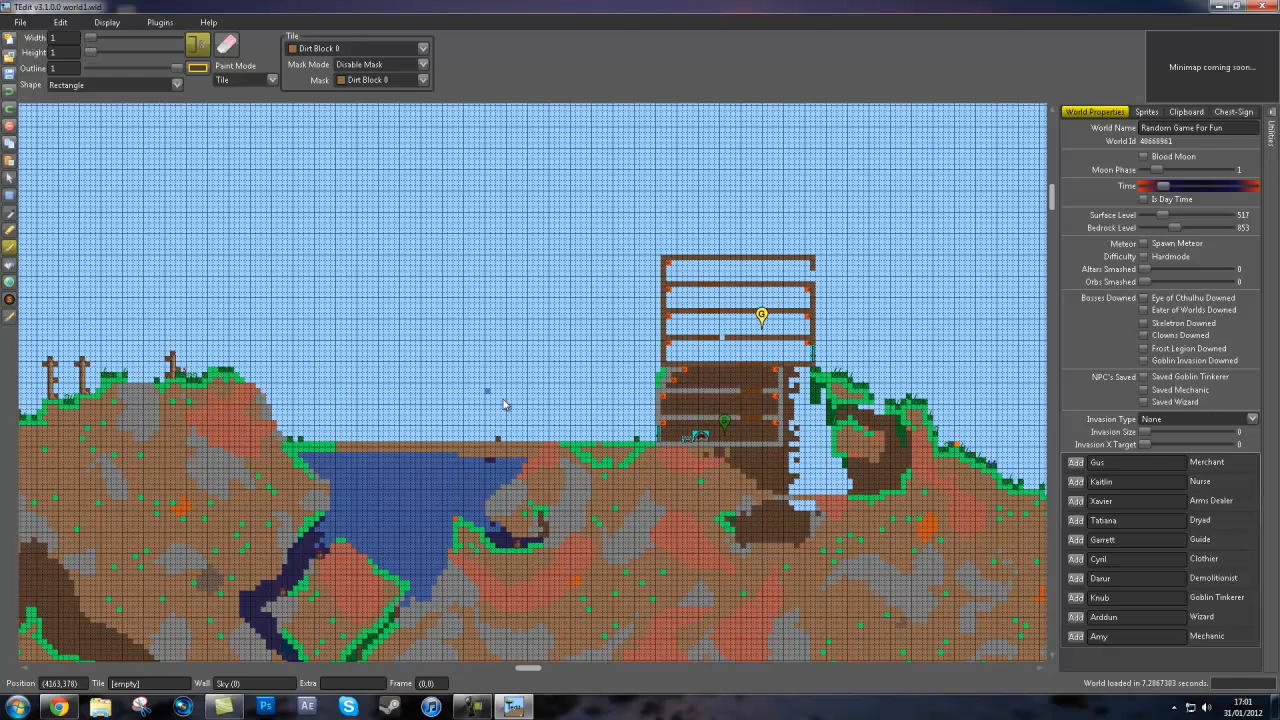 TEdit v3.1.0.0 world1.wld
File Edit Display Plugins Help
Width 1
Height 1
Outline 1
Shape Rectangle
Paint Mode
Tile
Tile
Dirt Block 0
Mask Mode Disable Mask
Mask Dirt Block 0
Minimap coming soon...
World Properties Sprites Clipboard Chest-Sign
Utilities
World Name Random Game For Fun
World Id 40660961
Blood Moon
Moon Phase 1
Time
Is Day Time
Surface Level 517
Bedrock Level 853
Meteor Spawn Meteor
Difficulty Hardmode
Altars Smashed 0
Orbs Smashed 0
Bosses Downed Eye of Cthulhu Downed
Eater of Worlds Downed
Skeletron Downed
Clowns Downed
Frost Legion Downed
Goblin Invasion Downed
NPC's Saved Saved Goblin Tinkerer
Saved Mechanic
Saved Wizard
Invasion Type None
Invasion Size 0
Invasion X Target 0
Add Gus Merchant
Add Kaitlin Nurse
Add Xavier Arms Dealer
Add Tatiana Dryad
Add Garrett Guide
Add Cyril Clothier
Add Darur Demolitionist
Add Knub Goblin Tinkerer
Add Arddun Wizard
Add Amy Mechanic
G
Position (4163,378) Tile [empty] Wall Sky (0) Extra Frame (0,0) World loaded in 7.2867303 seconds.
Ps Ae
17:01
31/01/2012